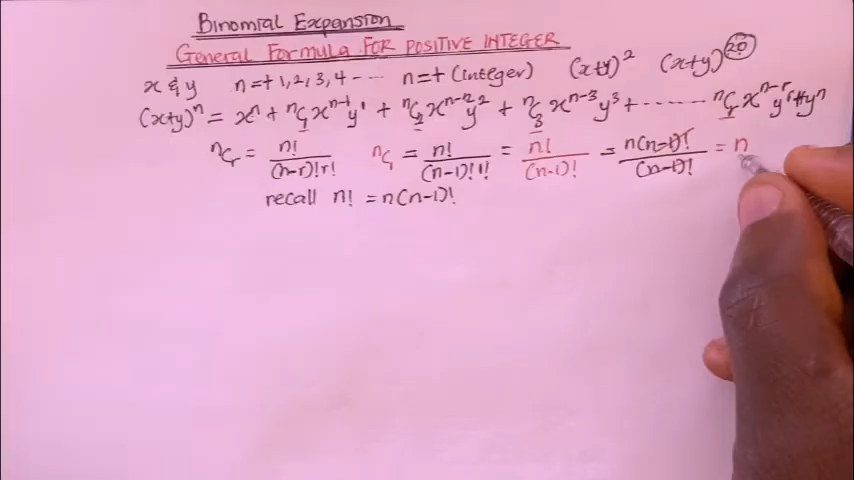 Binomial Expansion
General Formula FOR POSITIVE INTEGER
x & y n=+1,2,3,4---- n=+(integer) (x+y)² (x+y)²⁰
(x+y)ⁿ = xⁿ + ⁿC₁xⁿ⁻¹y¹ + ⁿC₂xⁿ⁻²y² + ⁿC₃xⁿ⁻³y³ + ------- ⁿCᵣxⁿ⁻ʳyʳ++yⁿ
ⁿCᵣ = n!/(n-r)!r! ⁿC₁ = n!/(n-1)!1! = n!/(n-1)! = n(n-1)!/(n-1)! = n
recall n! = n(n-1)!